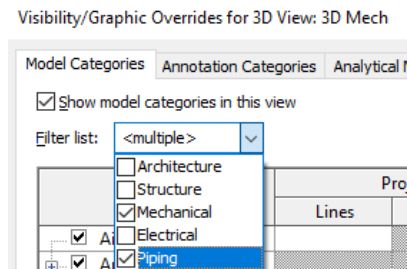 Visibility/Graphic Overrides for 3D View: 3D Mech
Model Categories Annotation Categories Analytical
Show model categories in this view
Filter list: <multiple>
Architecture
Structure
Mechanical
Electrical
Piping
Lines